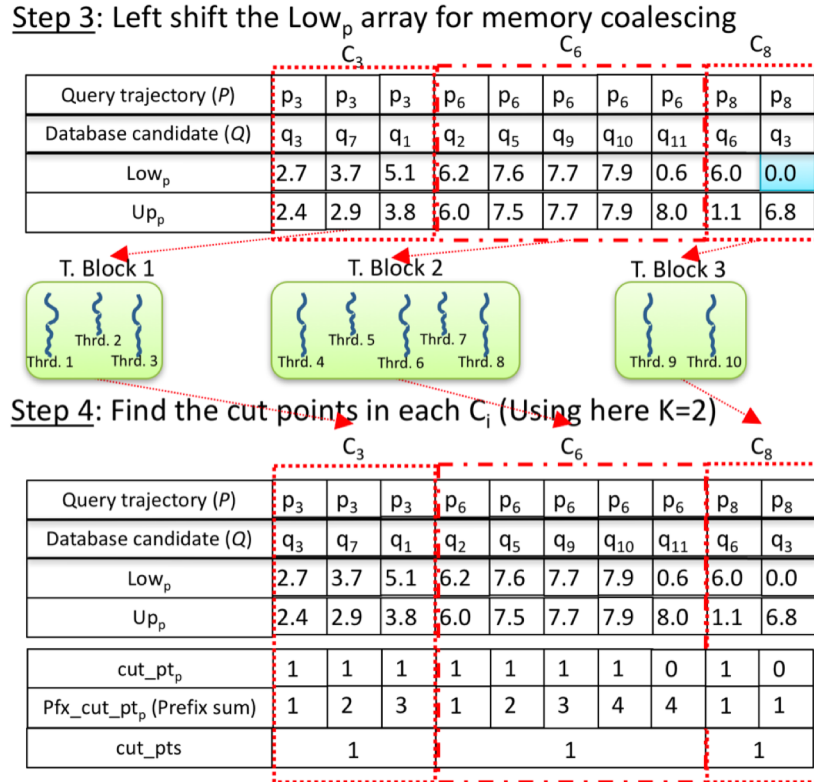 Step 3: Left shift the Lowₚ array for memory coalescing
C₃ C₆ C₈
Query trajectory (P) p₃ p₃ p₃ p₆ p₆ p₆ p₆ p₆ p₈ p₈
Database candidate (Q) q₃ q₇ q₁ q₂ q₅ q₉ q₁₀ q₁₁ q₆ q₃
Lowₚ 2.7 3.7 5.1 6.2 7.6 7.7 7.9 0.6 6.0 0.0
Upₚ 2.4 2.9 3.8 6.0 7.5 7.7 7.9 8.0 1.1 6.8
T. Block 1 T. Block 2 T. Block 3
Thrd. 1 Thrd. 2 Thrd. 3 Thrd. 4 Thrd. 5 Thrd. 6 Thrd. 7 Thrd. 8 Thrd. 9 Thrd. 10
Step 4: Find the cut points in each Cᵢ (Using here K=2)
C₃ C₆ C₈
Query trajectory (P) p₃ p₃ p₃ p₆ p₆ p₆ p₆ p₆ p₈ p₈
Database candidate (Q) q₃ q₇ q₁ q₂ q₅ q₉ q₁₀ q₁₁ q₆ q₃
Lowₚ 2.7 3.7 5.1 6.2 7.6 7.7 7.9 0.6 6.0 0.0
Upₚ 2.4 2.9 3.8 6.0 7.5 7.7 7.9 8.0 1.1 6.8
cut_ptₚ 1 1 1 1 1 1 1 0 1 0
Pfx_cut_ptₚ (Prefix sum) 1 2 3 1 2 3 4 4 1 1
cut_pts 1 1 1